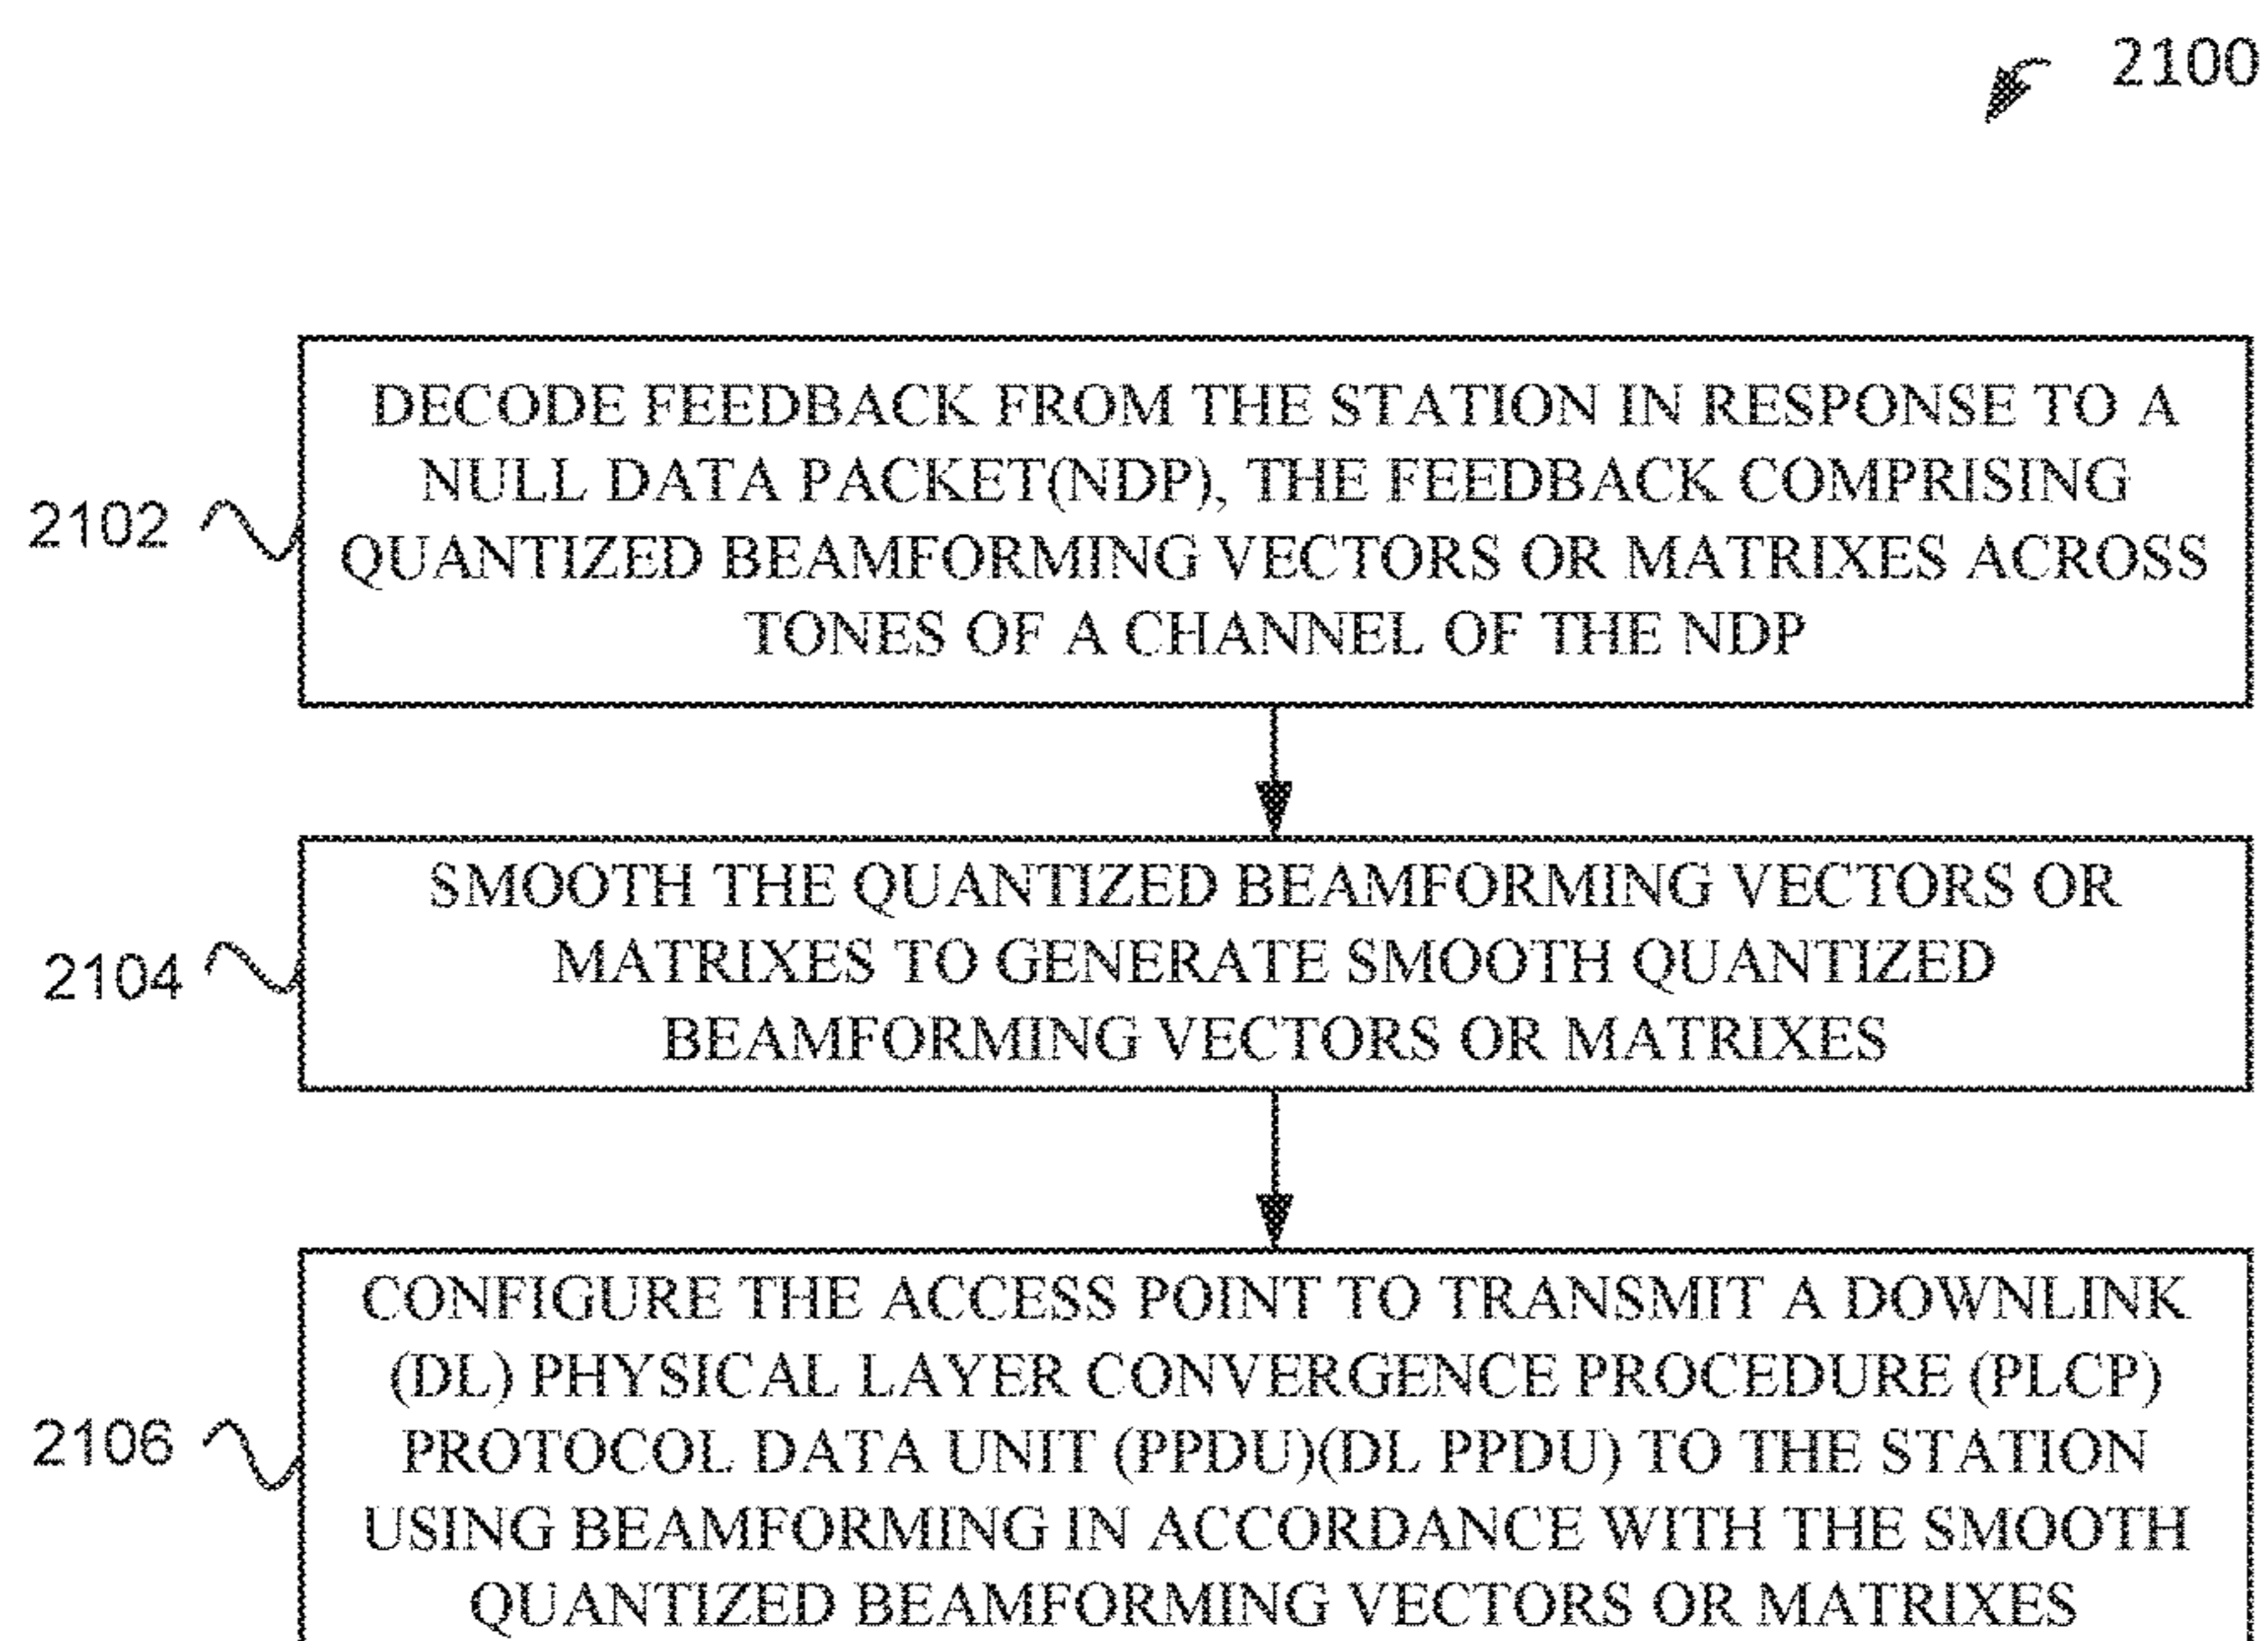 2100
DECODE FEEDBACK FROM THE STATION IN RESPONSE TO A
NULL DATA PACKET(NDP), THE FEEDBACK COMPRISING
QUANTIZED BEAMFORMING VECTORS OR MATRIXES ACROSS
TONES OF A CHANNEL OF THE NDP
2102
SMOOTH THE QUANTIZED BEAMFORMING VECTORS OR
MATRIXES TO GENERATE SMOOTH QUANTIZED
BEAMFORMING VECTORS OR MATRIXES
2104
CONFIGURE THE ACCESS POINT TO TRANSMIT A DOWNLINK
(DL) PHYSICAL LAYER CONVERGENCE PROCEDURE (PLCP)
PROTOCOL DATA UNIT (PPDU)(DL PPDU) TO THE STATION
USING BEAMFORMING IN ACCORDANCE WITH THE SMOOTH
QUANTIZED BEAMFORMING VECTORS OR MATRIXES
2106